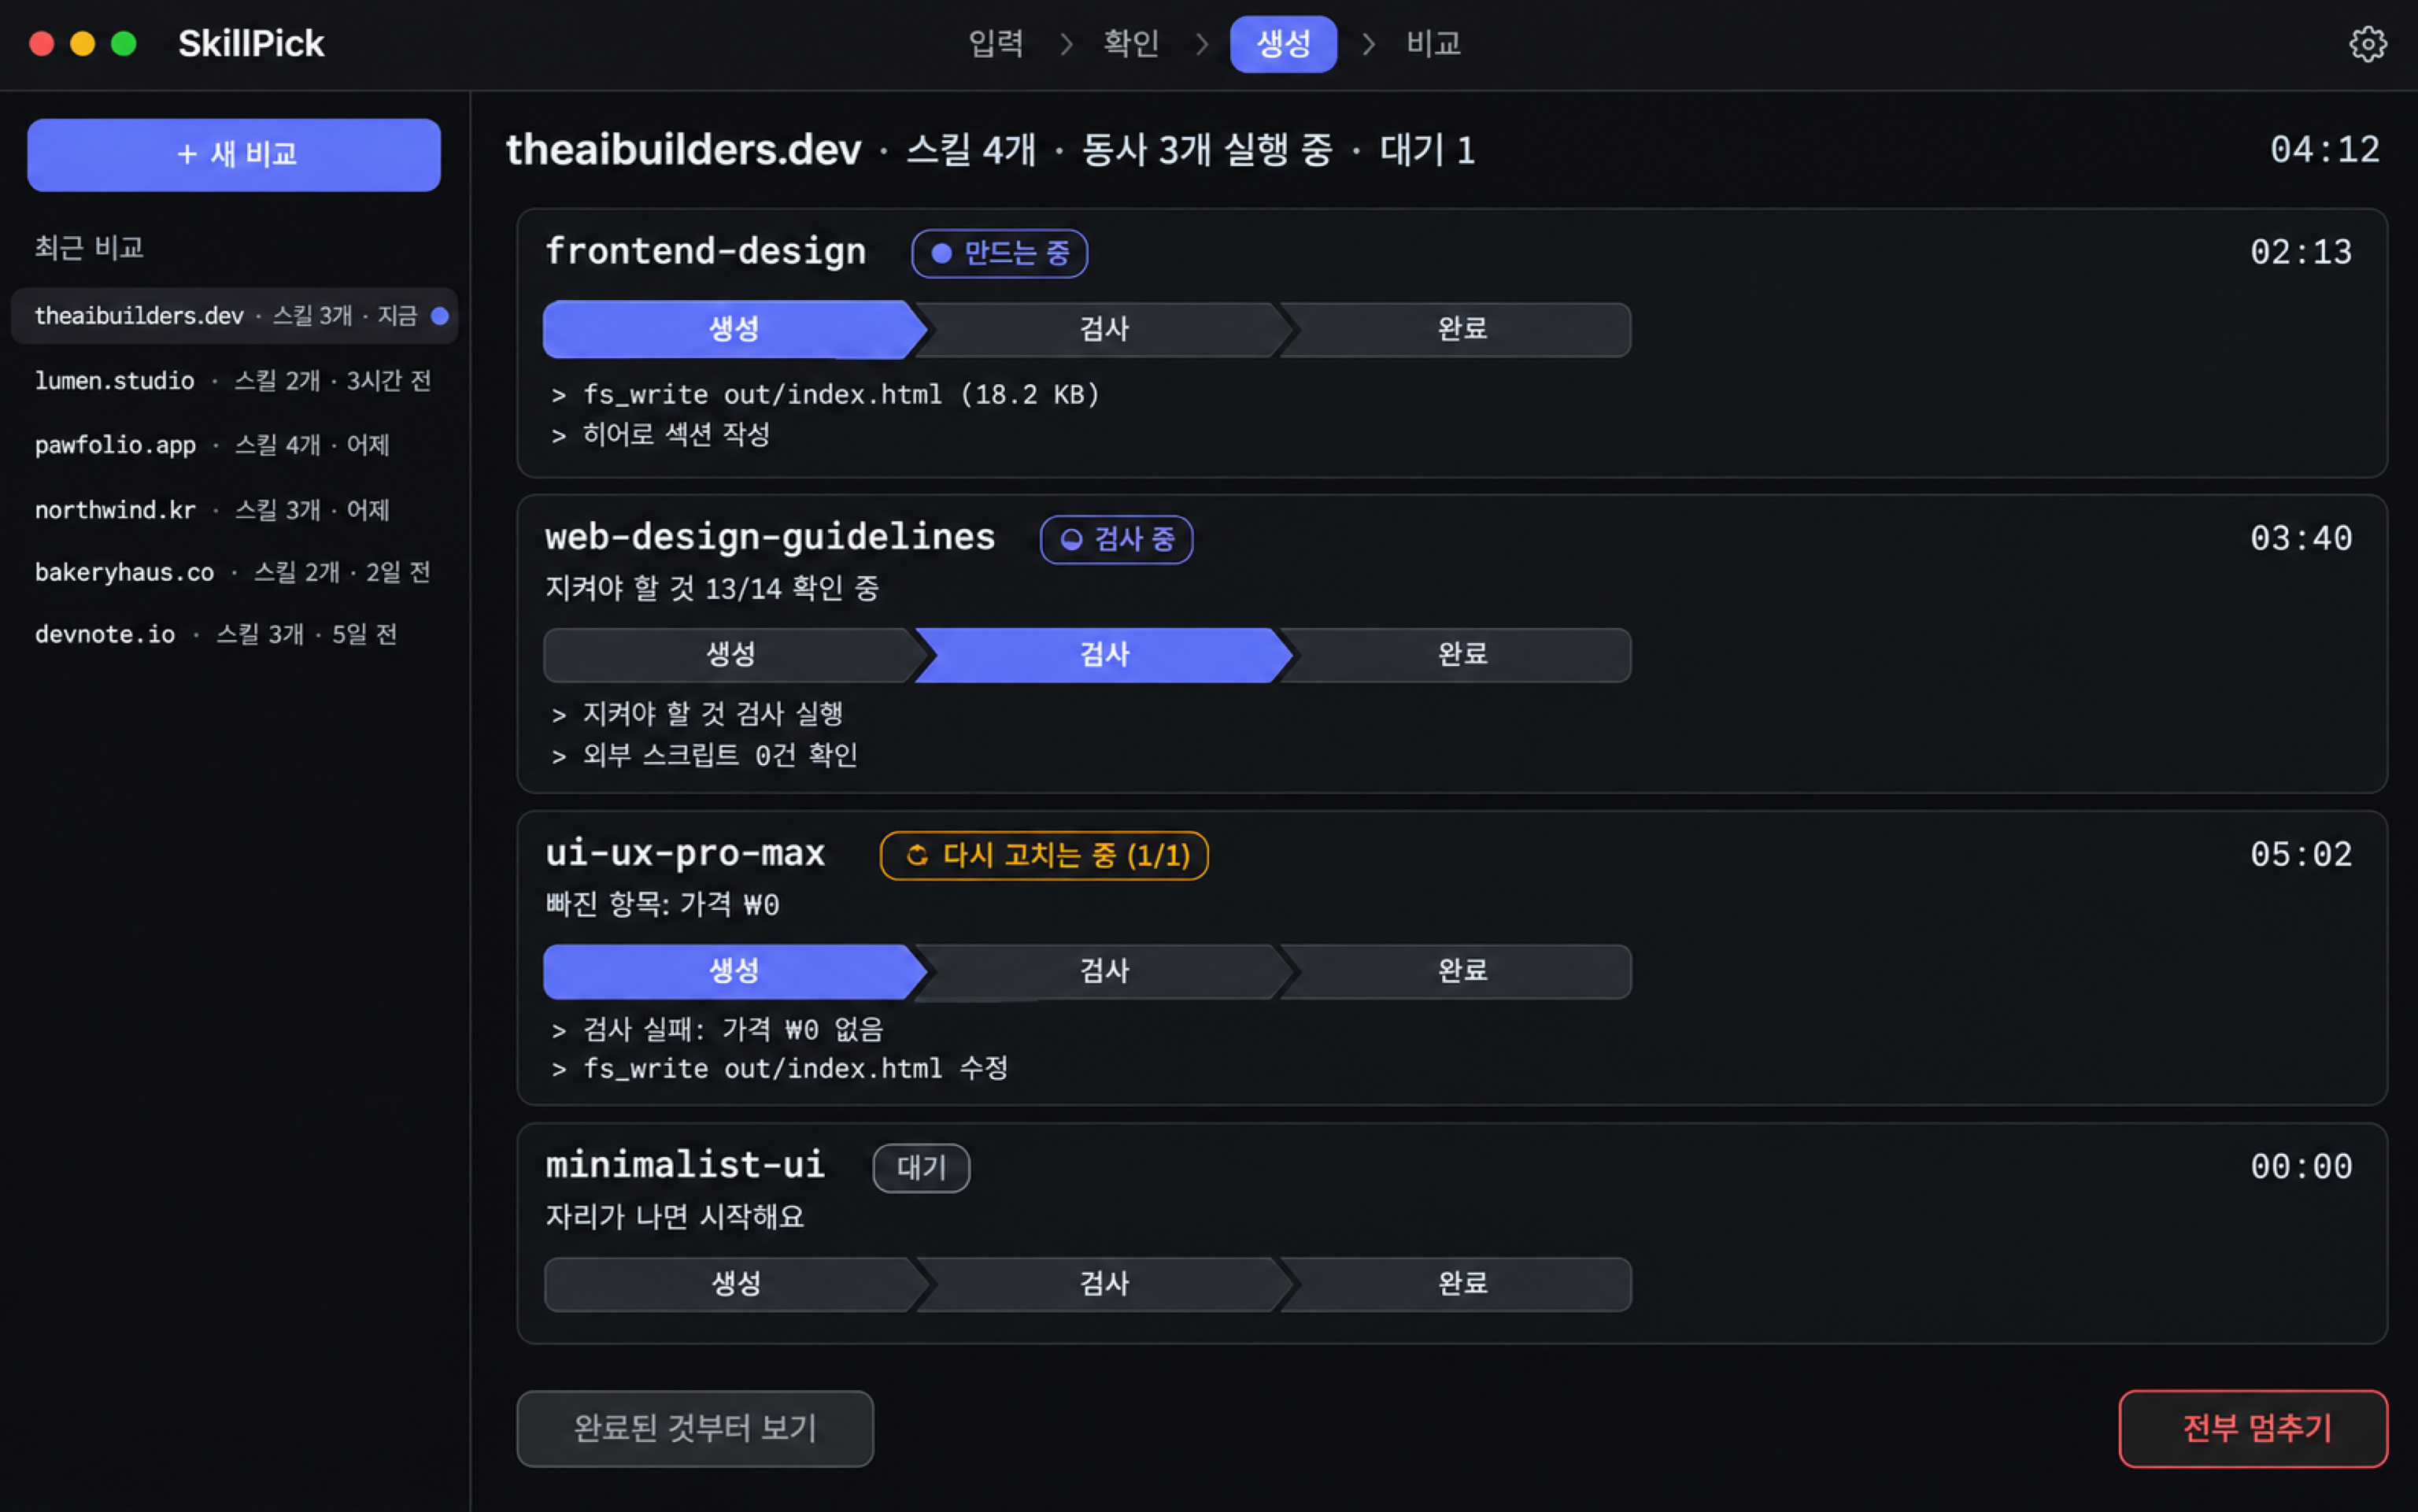 SkillPick
입력 > 확인 > 생성 > 비교
+ 새 비교
최근 비교
theaibuilders.dev · 스킬 3개 · 지금
lumen.studio · 스킬 2개 · 3시간 전
pawfolio.app · 스킬 4개 · 어제
northwind.kr · 스킬 3개 · 어제
bakeryhaus.co · 스킬 2개 · 2일 전
devnote.io · 스킬 3개 · 5일 전
theaibuilders.dev · 스킬 4개 · 동사 3개 실행 중 · 대기 1 04:12
frontend-design 만드는 중 02:13
생성 검사 완료
> fs_write out/index.html (18.2 KB)
> 히어로 섹션 작성
web-design-guidelines 검사 중 03:40
지켜야 할 것 13/14 확인 중
생성 검사 완료
> 지켜야 할 것 검사 실행
> 외부 스크립트 0건 확인
ui-ux-pro-max 다시 고치는 중 (1/1) 05:02
빠진 항목: 가격 ₩0
생성 검사 완료
> 검사 실패: 가격 ₩0 없음
> fs_write out/index.html 수정
minimalist-ui 대기 00:00
자리가 나면 시작해요
생성 검사 완료
완료된 것부터 보기
전부 멈추기